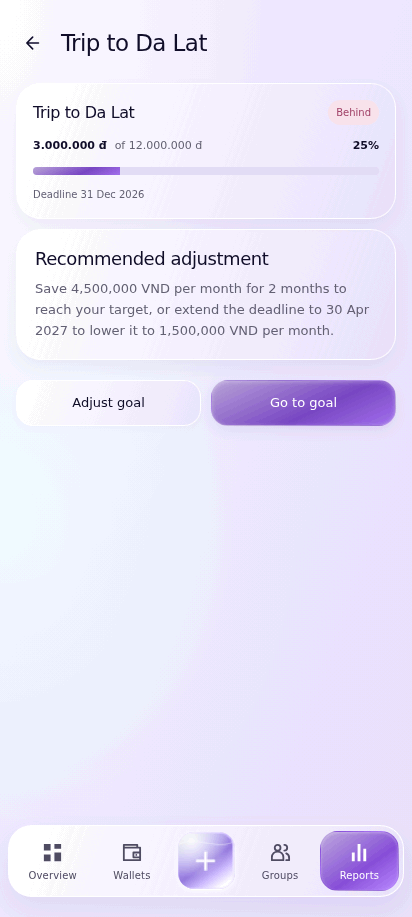 Trip to Da Lat
Trip to Da Lat
Behind
3.000.000 đ of 12.000.000 đ
25%
Deadline 31 Dec 2026
Recommended adjustment
Save 4,500,000 VND per month for 2 months to
reach your target, or extend the deadline to 30 Apr
2027 to lower it to 1,500,000 VND per month.
Adjust goal
Go to goal
Overview
Wallets
Groups
Reports